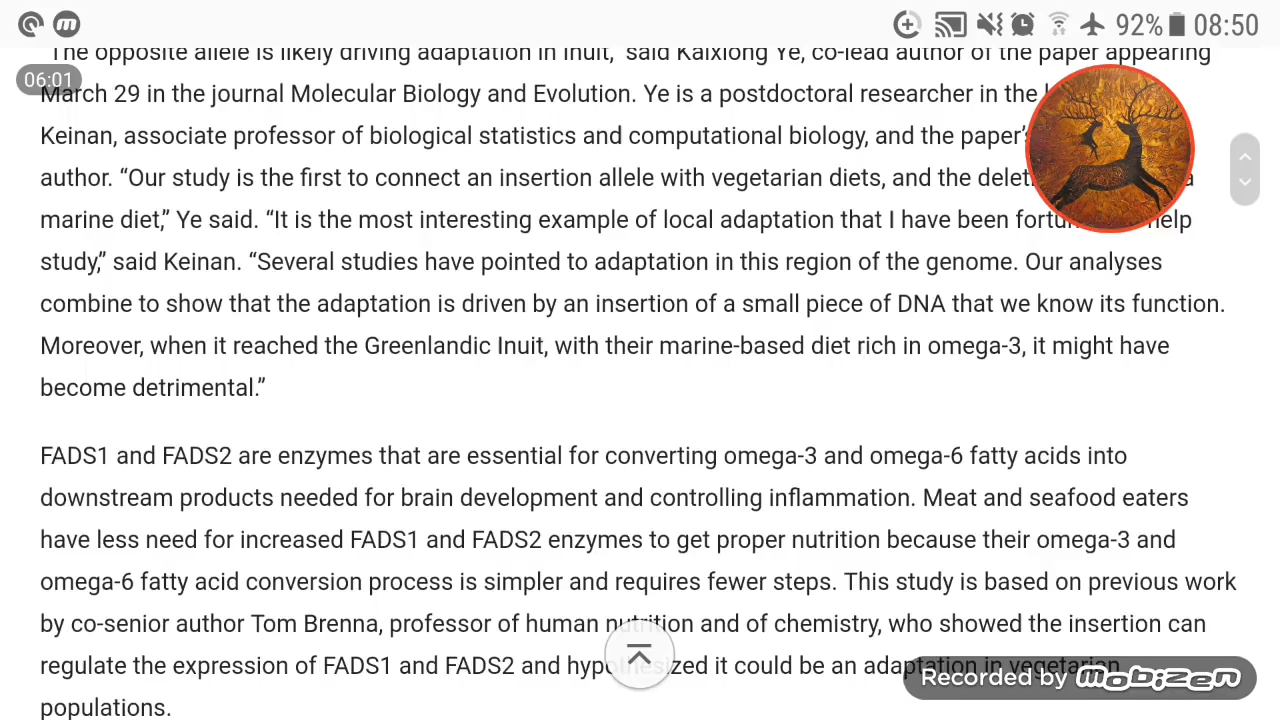 92% 08:50
"The opposite allele is likely driving adaptation in Inuit," said Kaixiong Ye, co-lead author of the paper appearing
06:01
March 29 in the journal Molecular Biology and Evolution. Ye is a postdoctoral researcher in the
Keinan, associate professor of biological statistics and computational biology, and the paper's
author. “Our study is the first to connect an insertion allele with vegetarian diets, and the a
marine diet,” Ye said. “It is the most interesting example of local adaptation that I have been help
study,” said Keinan. “Several studies have pointed to adaptation in this region of the genome. Our analyses
combine to show that the adaptation is driven by an insertion of a small piece of DNA that we know its function.
Moreover, when it reached the Greenlandic Inuit, with their marine-based diet rich in omega-3, it might have
become detrimental.”
FADS1 and FADS2 are enzymes that are essential for converting omega-3 and omega-6 fatty acids into
downstream products needed for brain development and controlling inflammation. Meat and seafood eaters
have less need for increased FADS1 and FADS2 enzymes to get proper nutrition because their omega-3 and
omega-6 fatty acid conversion process is simpler and requires fewer steps. This study is based on previous work
by co-senior author Tom Brenna, professor of human nutrition and of chemistry, who showed the insertion can
regulate the expression of FADS1 and FADS2 and hypothesized it could be an adaptation in vegetarian
Recorded by mobizen
populations.